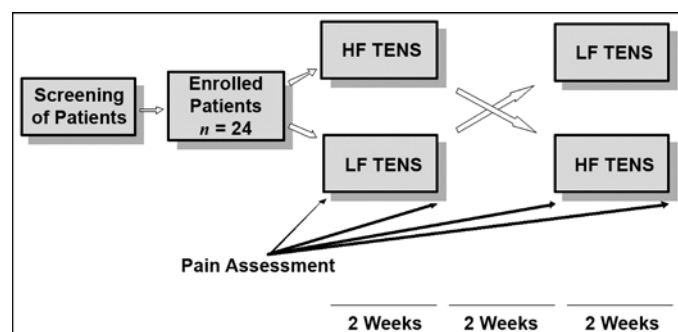 HF TENS
LF TENS
Screening
of Patients
Enrolled
Patients
n = 24
LF TENS
HF TENS
Pain Assessment
2 Weeks
2 Weeks
2 Weeks